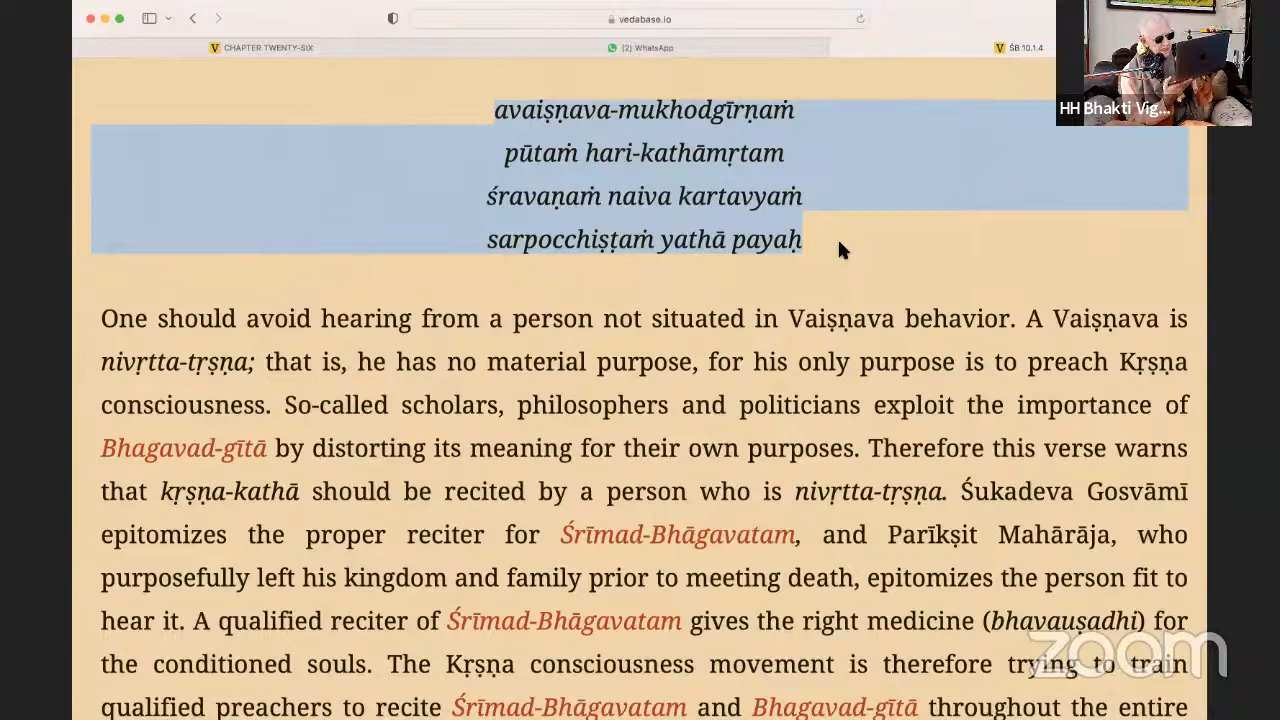 vedabase.io
CHAPTER TWENTY-SIX
(2) WhatsApp
ŚB 10.1.4
HH Bhakti Vig...
avaiṣṇava-mukhodgīrṇaṁ
pūtaṁ hari-kathāmṛtam
śravaṇaṁ naiva kartavyaṁ
sarpocchiṣṭaṁ yathā payaḥ
One should avoid hearing from a person not situated in Vaiṣṇava behavior. A Vaiṣṇava is
nivṛtta-tṛṣṇa; that is, he has no material purpose, for his only purpose is to preach Kṛṣṇa
consciousness. So-called scholars, philosophers and politicians exploit the importance of
Bhagavad-gītā by distorting its meaning for their own purposes. Therefore this verse warns
that kṛṣṇa-kathā should be recited by a person who is nivṛtta-tṛṣṇa. Śukadeva Gosvāmī
epitomizes the proper reciter for Śrīmad-Bhāgavatam, and Parīkṣit Mahārāja, who
purposefully left his kingdom and family prior to meeting death, epitomizes the person fit to
hear it. A qualified reciter of Śrīmad-Bhāgavatam gives the right medicine (bhavauṣadhi) for
the conditioned souls. The Kṛṣṇa consciousness movement is therefore trying to train
qualified preachers to recite Śrīmad-Bhāgavatam and Bhagavad-gītā throughout the entire
zoom